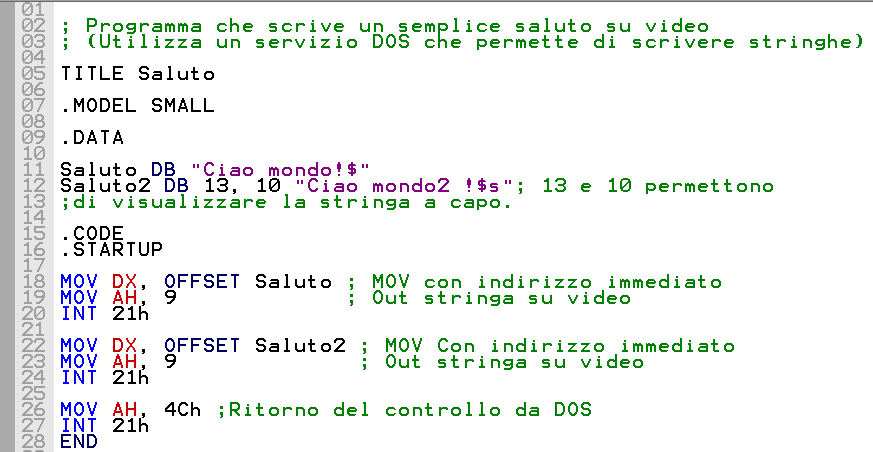 01
02 ; Programma che scrive un semplice saluto su video
03 ; (Utilizza un servizio DOS che permette di scrivere stringhe)
04
05 TITLE Saluto
06
07 .MODEL SMALL
08
09 .DATA
10
11 Saluto DB "Ciao mondo!$"
12 Saluto2 DB 13, 10 "Ciao mondo2 !$s"; 13 e 10 permettono
13 ;di visualizzare la stringa a capo.
14
15 .CODE
16 .STARTUP
17
18 MOV DX, OFFSET Saluto ; MOV con indirizzo immediato
19 MOV AH, 9 ; Out stringa su video
20 INT 21h
21
22 MOV DX, OFFSET Saluto2 ; MOV Con indirizzo immediato
23 MOV AH, 9 ; Out stringa su video
24 INT 21h
25
26 MOV AH, 4Ch ;Ritorno del controllo da DOS
27 INT 21h
28 END